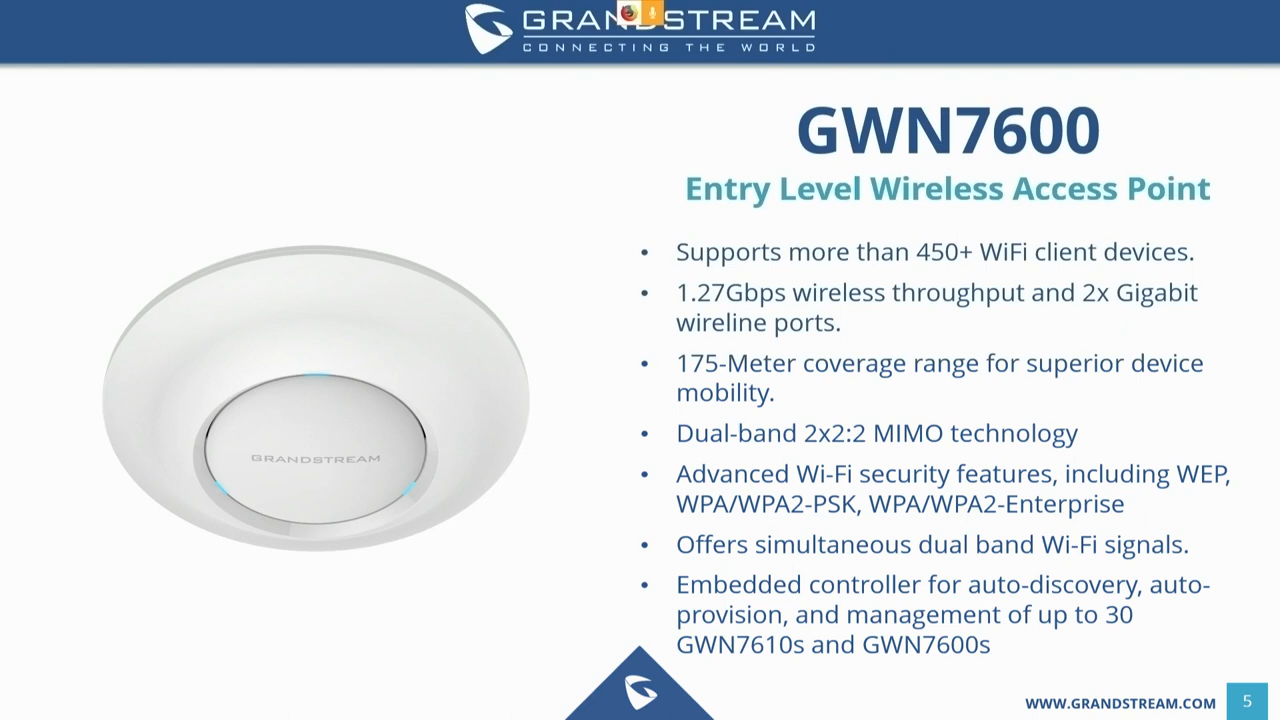 GRANDSTREAM
CONNECTING THE WORLD
GWN7600
Entry Level Wireless Access Point
GRANDSTREAM
• Supports more than 450+ WiFi client devices.
• 1.27Gbps wireless throughput and 2x Gigabit
wireline ports.
• 175-Meter coverage range for superior device
mobility.
• Dual-band 2x2:2 MIMO technology
• Advanced Wi-Fi security features, including WEP,
WPA/WPA2-PSK, WPA/WPA2-Enterprise
• Offers simultaneous dual band Wi-Fi signals.
• Embedded controller for auto-discovery, auto-
provision, and management of up to 30
GWN7610s and GWN7600s
WWW.GRANDSTREAM.COM
5